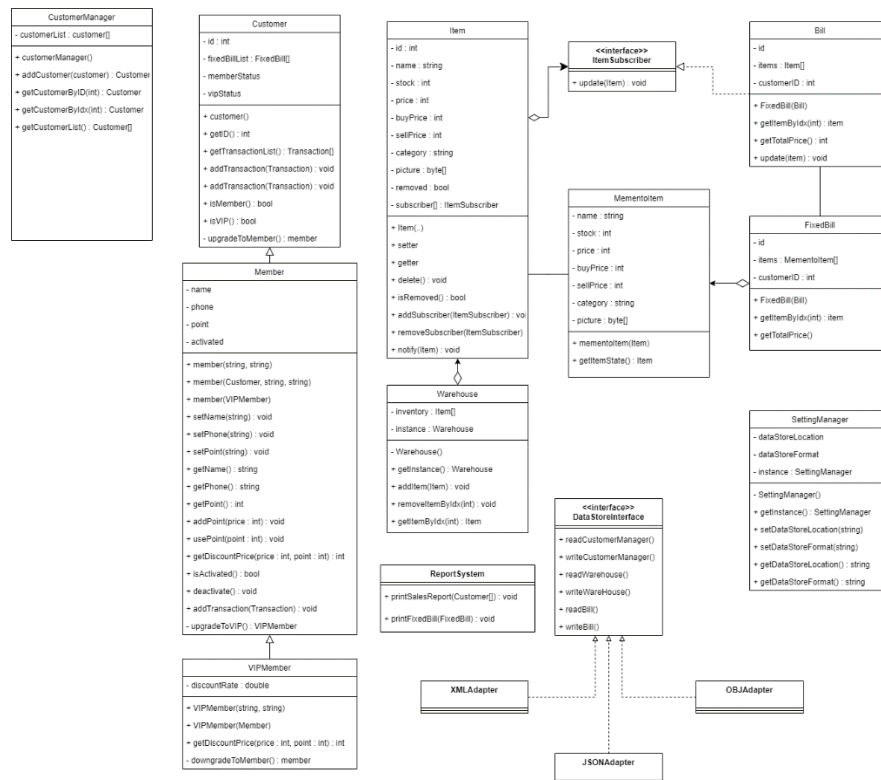 CustomerManager
- customerList : customer[]
+ customerManager()
+ addCustomer(customer) : Customer
+ getCustomerByID(int) : Customer
+ getCustomerByIdx(int) : Customer
+ getCustomerList() : Customer[]
Customer
- id : int
- fixedBillList : FixedBill[]
- memberStatus
- vipStatus
+ customer()
+ getID() : int
+ getTransactionList() : Transaction[]
+ addTransaction(Transaction) : void
+ addTransaction(Transaction) : void
+ isMember() : bool
+ isVIP() : bool
- upgradeToMember() : member
Member
- name
- phone
- point
- activated
+ member(string, string)
+ member(Customer, string, string)
+ member(VIPMember)
+ setName(string) : void
+ setPhone(string) : void
+ setPoint(string) : void
+ getName() : string
+ getPhone() : string
+ getPoint() : int
+ addPoint(price : int) : void
+ usePoint(point : int) : void
+ getDiscountPrice(price : int, point : int) : int
+ isActivated() : bool
+ deactivate() : void
+ addTransaction(Transaction) : void
- upgradeToVIP() : VIPMember
VIPMember
- discountRate : double
+ VIPMember(string, string)
+ VIPMember(Member)
+ getDiscountPrice(price : int, point : int) : int
- downgradeToMember() : member
Item
- id : int
- name : string
- stock : int
- price : int
- buyPrice : int
- sellPrice : int
- category : string
- picture : byte[]
- removed : bool
- subscriber[] : ItemSubscriber
+ Item(..)
+ setter
+ getter
+ delete() : void
+ isRemoved() : bool
+ addSubscriber(ItemSubscriber) : voi
+ removeSubscriber(ItemSubscriber)
+ notify(Item) : void
Warehouse
- inventory : Item[]
- instance : Warehouse
- Warehouse()
+ getInstance() : Warehouse
+ addItem(Item) : void
+ removeItemByIdx(int) : void
+ getItemByIdx(int) : Item
ReportSystem
+ printSalesReport(Customer[]) : void
+ printFixedBill(FixedBill) : void
<<interface>>
ItemSubscriber
+ update(Item) : void
MementoItem
- name : string
- stock : int
- price : int
- buyPrice : int
- sellPrice : int
- category : string
- picture : byte[]
+ mementoItem(Item)
+ getItemState() : Item
Bill
- id
- items : Item[]
- customerID : int
+ FixedBill(Bill)
+ getItemByIdx(int) : item
+ getTotalPrice() : int
+ update(item) : void
FixedBill
- id
- items : MementoItem[]
- customerID : int
+ FixedBill(Bill)
+ getItemByIdx(int) : item
+ getTotalPrice()
SettingManager
- dataStoreLocation
- dataStoreFormat
- instance : SettingManager
- SettingManager()
+ getInstance() : SettingManager
+ setDataStoreLocation(string)
+ setDataStoreFormat(string)
+ getDataStoreLocation() : string
+ getDataStoreFormat() : string
<<interface>>
DataStoreInterface
+ readCustomerManager()
+ writeCustomerManager()
+ readWarehouse()
+ writeWareHouse()
+ readBill()
+ writeBill()
XMLAdapter
OBJAdapter
JSONAdapter